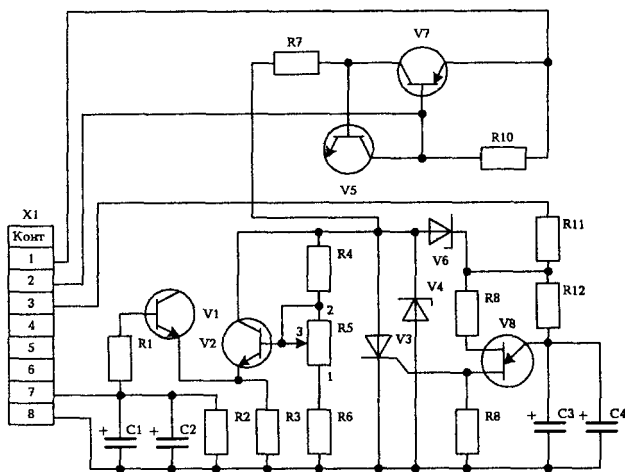 R7
V7
R10
V5
X1
Конт
1
2
3
4
5
6
7
8
R11
R12
V6
R4
V4
R8
V8
V1
V2
2
3
R5
V3
1
R1
R2
R3
R6
R8
+
C1
+
C2
+
C3
+
C4